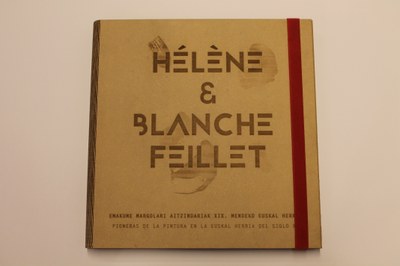 HÉLÈNE
&
BLANCHE
FEILLET
EMAKUME MARGOLARI AITZINDARIAK XIX. MENDEKO EUSKAL
PIONERAS DE LA PINTURA EN LA EUSKAL HERRIA DEL SIGLO